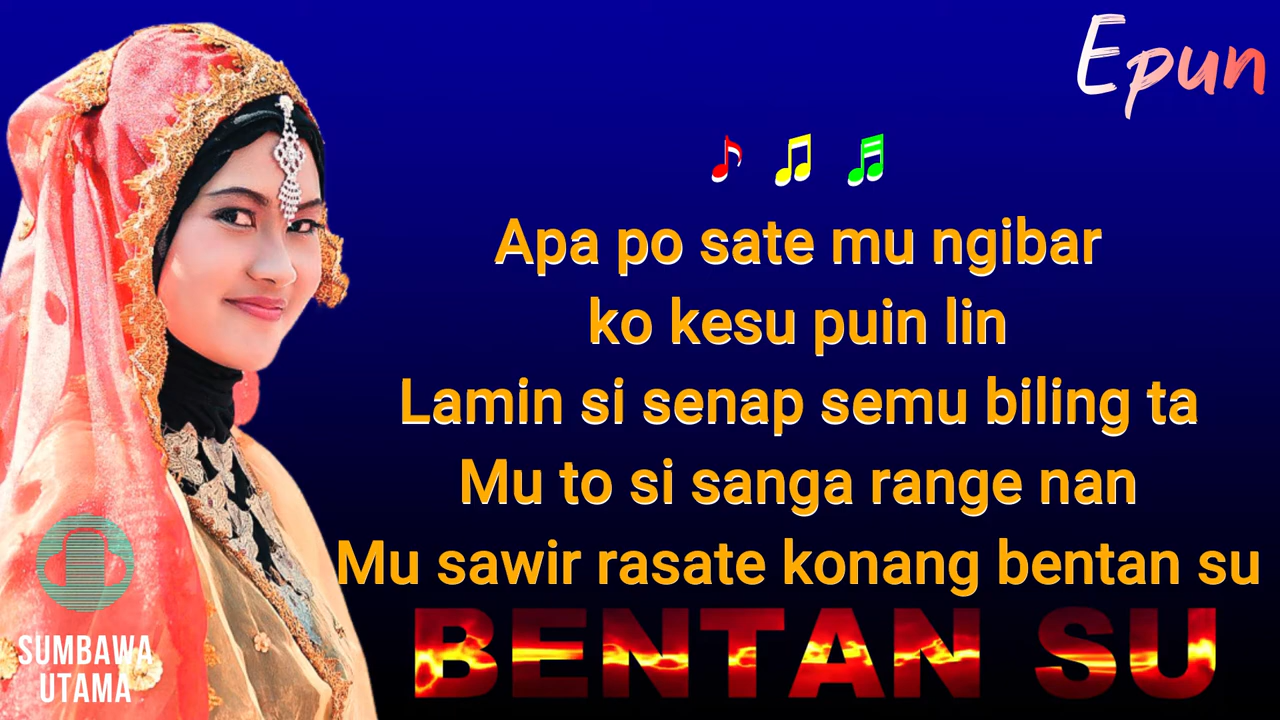 Epun
Apa po sate mu ngibar
ko kesu puin lin
Lamin si senap semu biling ta
Mu to si sanga range nan
Mu sawir rasate konang bentan su
BENTAN SU
SUMBAWA
UTAMA